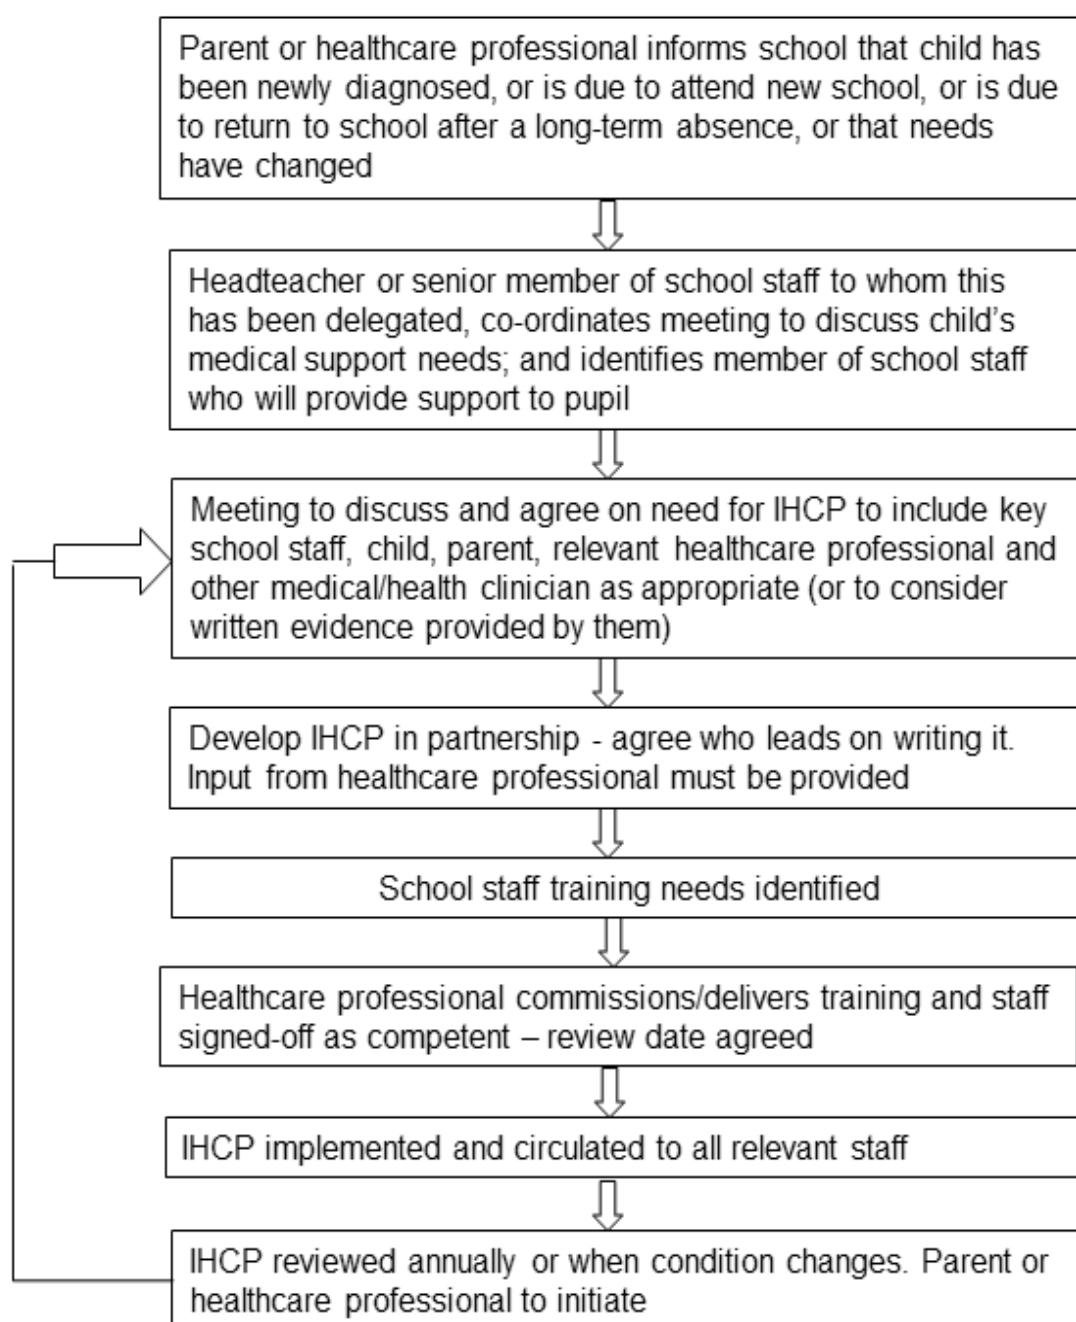 Parent or healthcare professional informs school that child has
been newly diagnosed, or is due to attend new school, or is due
to return to school after a long-term absence, or that needs
have changed
Headteacher or senior member of school staff to whom this
has been delegated, co-ordinates meeting to discuss child’s
medical support needs; and identifies member of school staff
who will provide support to pupil
Meeting to discuss and agree on need for IHCP to include key
school staff, child, parent, relevant healthcare professional and
other medical/health clinician as appropriate (or to consider
written evidence provided by them)
Develop IHCP in partnership - agree who leads on writing it.
Input from healthcare professional must be provided
School staff training needs identified
Healthcare professional commissions/delivers training and staff
signed-off as competent – review date agreed
IHCP implemented and circulated to all relevant staff
IHCP reviewed annually or when condition changes. Parent or
healthcare professional to initiate